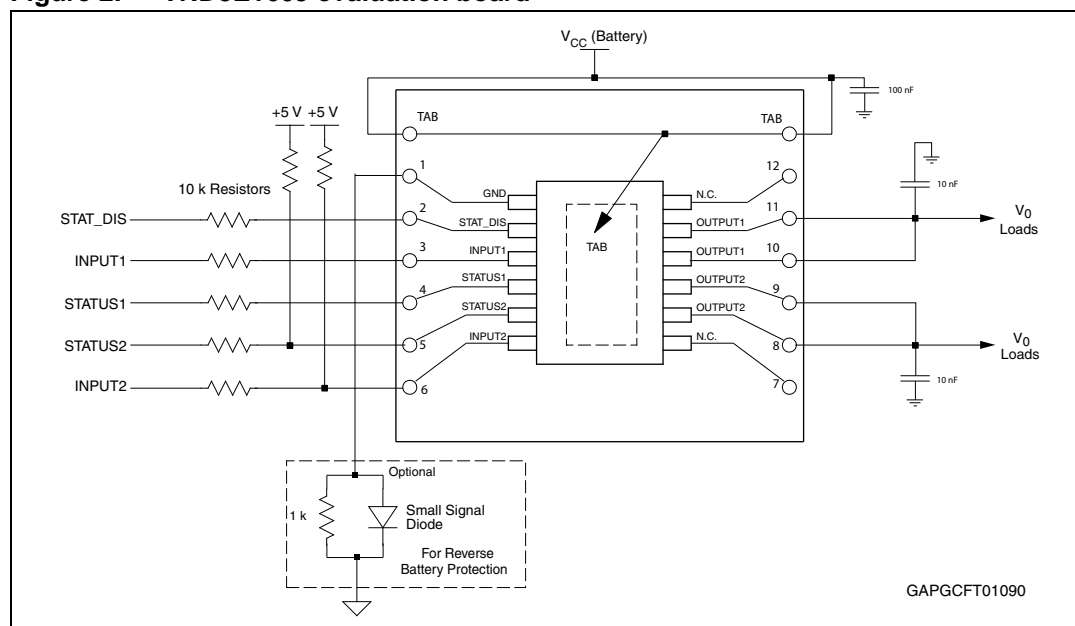 Figure 2. evaluation board
VCC (Battery)
100 nF
+5 V +5 V
TAB
TAB
1
12
10 nF
10 k Resistors
GND
N.C.
STAT_DIS
2
STAT_DIS
OUTPUT1
11
V0
Loads
TAB
INPUT1
3
INPUT1
OUTPUT1
10
STATUS1
4
STATUS1
OUTPUT2
9
STATUS2
5
STATUS2
OUTPUT2
8
V0
Loads
INPUT2
6
INPUT2
N.C.
7
10 nF
Optional
1 k
Small Signal
Diode
For Reverse
Battery Protection
GAPGCFT01090